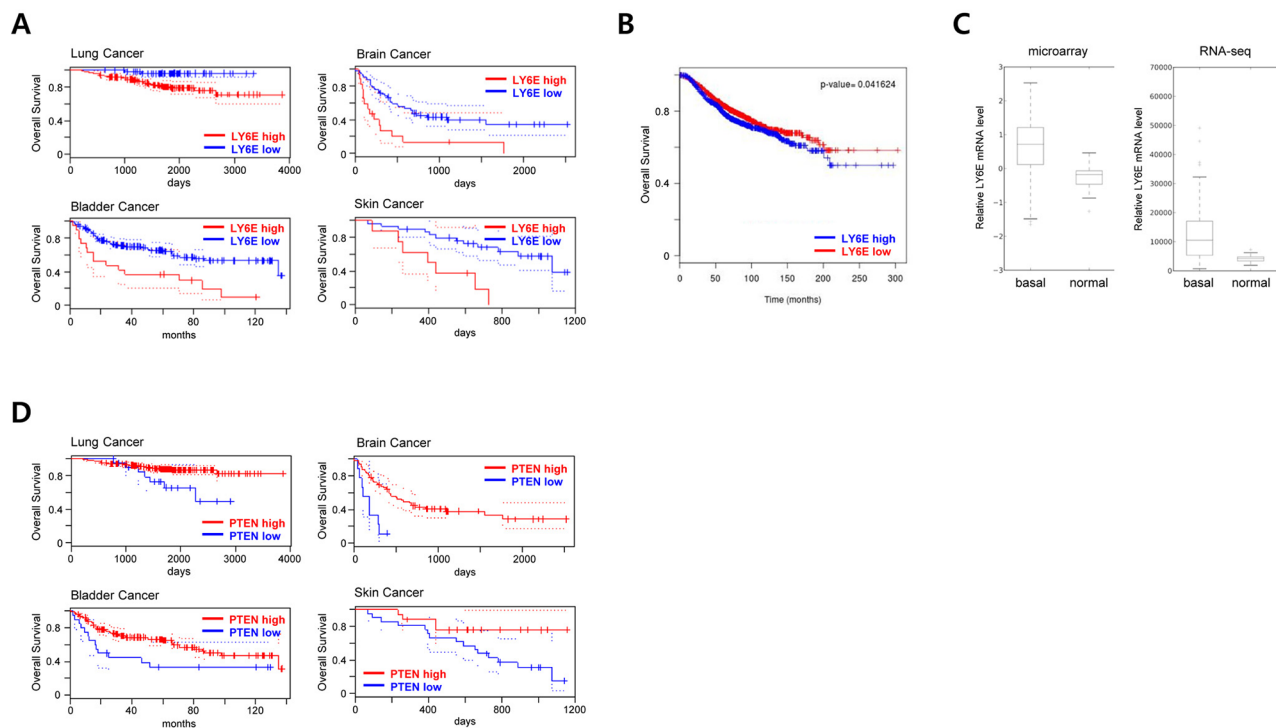 A
Lung Cancer
Overall Survival
0.8
0.4
0
LY6E high
LY6E low
0 1000 2000 3000 4000
days
Brain Cancer
Overall Survival
0.8
0.4
0
LY6E high
LY6E low
0 1000 2000
days
Bladder Cancer
Overall Survival
0.8
0.4
0
LY6E high
LY6E low
0 40 80 120
months
Skin Cancer
Overall Survival
0.8
0.4
0
LY6E high
LY6E low
0 400 800 1200
days
B
p-value= 0.041624
Overall Survival
0.8
0.4
0
LY6E high
LY6E low
0 50 100 150 200 250 300
Time (months)
C
microarray
Relative LY6E mRNA level
3
2
1
0
−1
−2
−3
basal normal
RNA-seq
Relative LY6E mRNA level
70000
60000
50000
40000
30000
20000
10000
0
basal normal
D
Lung Cancer
Overall Survival
0.8
0.4
0
PTEN high
PTEN low
0 1000 2000 3000 4000
days
Brain Cancer
Overall Survival
0.8
0.4
0
PTEN high
PTEN low
0 1000 2000
days
Bladder Cancer
Overall Survival
0.8
0.4
0
PTEN high
PTEN low
0 40 80 120
months
Skin Cancer
Overall Survival
0.8
0.4
0
PTEN high
PTEN low
0 400 800 1200
days